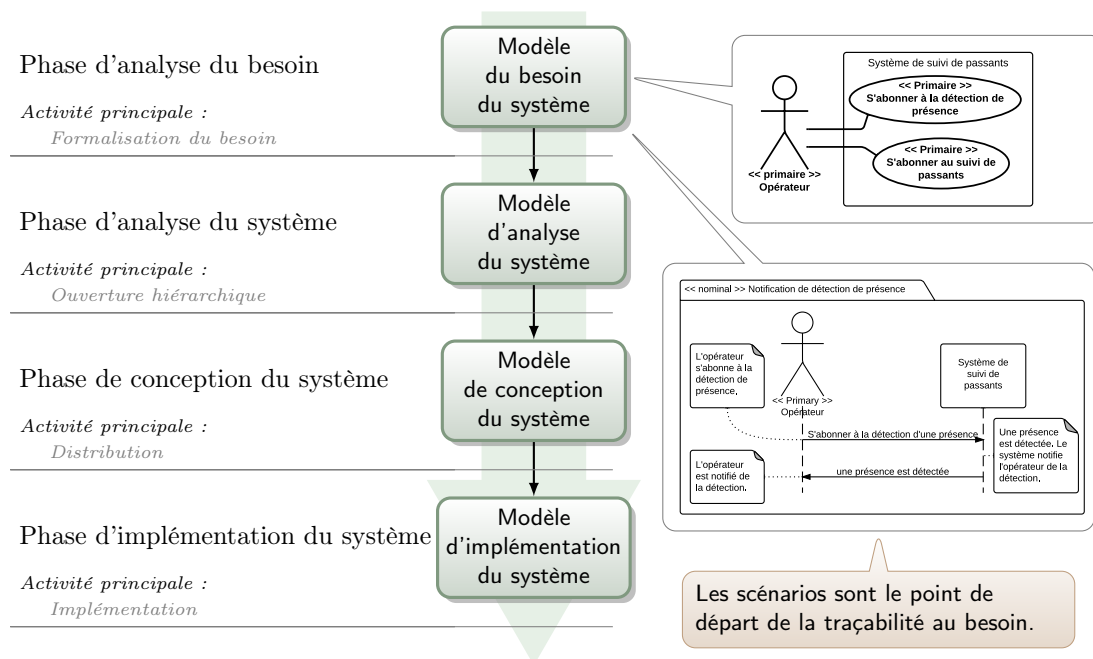 Phase d'analyse du besoin
Activité principale :
Formalisation du besoin
Modèle
du besoin
du système
Phase d'analyse du système
Activité principale :
Ouverture hiérarchique
Modèle
d'analyse
du système
Phase de conception du système
Activité principale :
Distribution
Modèle
de conception
du système
Phase d'implémentation du système
Activité principale :
Implémentation
Modèle
d'implémentation
du système
Système de suivi de passants
<< Primaire >>
S'abonner à la détection de
présence
<< Primaire >>
S'abonner au suivi de
passants
<< primaire >>
Opérateur
<< nominal >> Notification de détection de présence
L'opérateur
s'abonne à la
détection de
présence.
<< Primary >>
Opérateur
Système de
suivi de
passants
S'abonner à la détection d'une présence
Une présence
est détectée. Le
système notifie
l'opérateur de la
détection.
L'opérateur
est notifié de
la détection.
une présence est détectée
Les scénarios sont le point de
départ de la traçabilité au besoin.